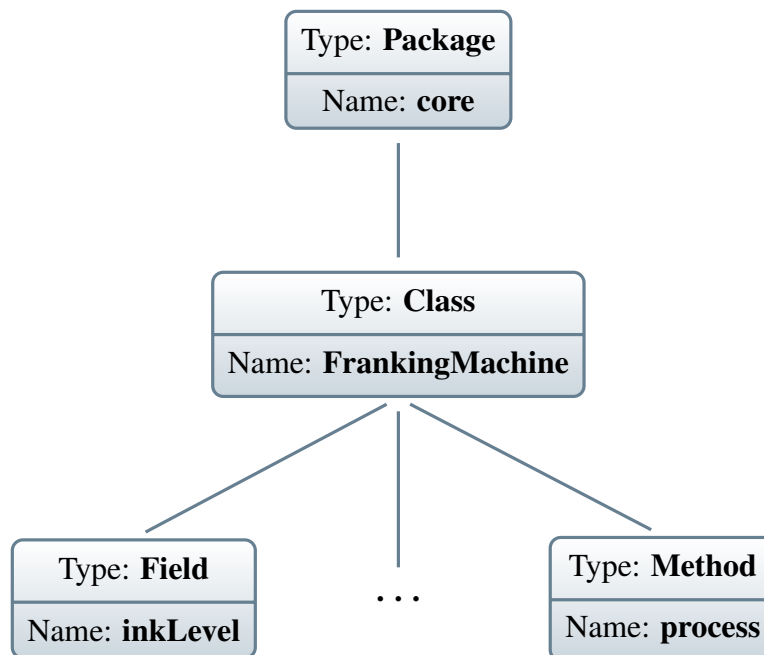 Type: Package
Name: core
Type: Class
Name: FrankingMachine
Type: Field
Name: inkLevel
...
Type: Method
Name: process